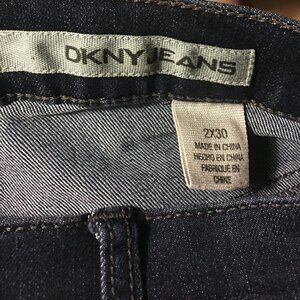 DKNY JEANS
2X30
MADE IN CHINA
HECHO EN CHINA
FABRIQUE EN
CHINE